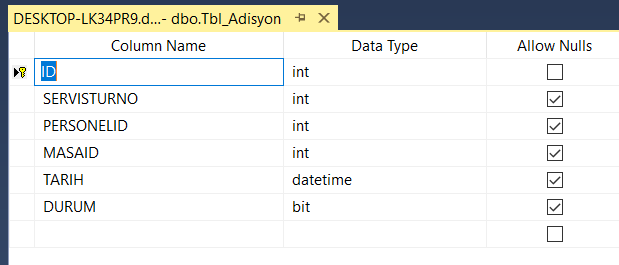 DESKTOP-LK34PR9.d...- dbo.Tbl_Adisyon
Column Name Data Type Allow Nulls
ID int
SERVISTURNO int
PERSONELID int
MASAID int
TARIH datetime
DURUM bit